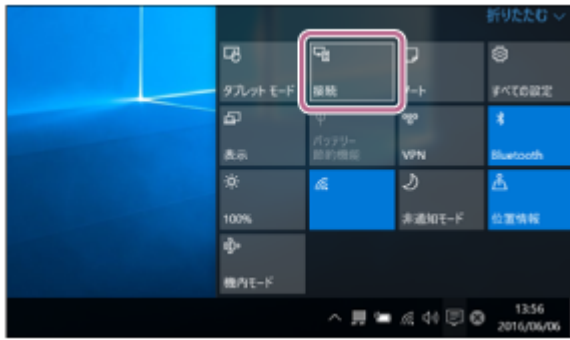 折りたたむ
タブレット モード
接続
ノート
すべての設定
表示
バッテリー
節約機能
VPN
Bluetooth
100%
非通知モード
位置情報
機内モード
13:56
2016/06/06